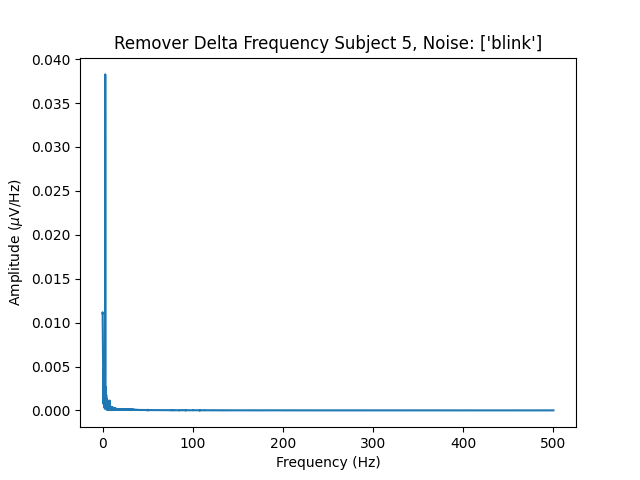 Remover Delta Frequency Subject 5, Noise: ['blink']
Amplitude (μV/Hz)
0.040
0.035
0.030
0.025
0.020
0.015
0.010
0.005
0.000
0 100 200 300 400 500
Frequency (Hz)